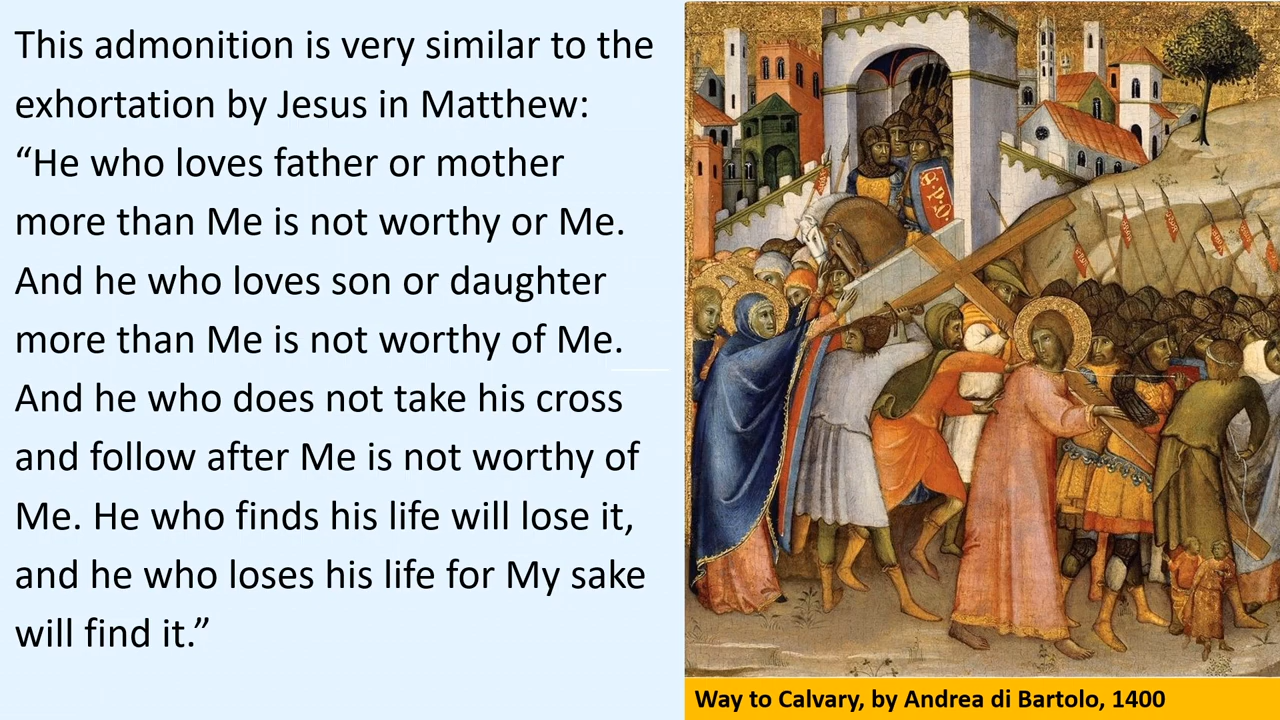 This admonition is very similar to the
exhortation by Jesus in Matthew:
“He who loves father or mother
more than Me is not worthy or Me.
And he who loves son or daughter
more than Me is not worthy of Me.
And he who does not take his cross
and follow after Me is not worthy of
Me. He who finds his life will lose it,
and he who loses his life for My sake
will find it.”
Way to Calvary, by Andrea di Bartolo, 1400